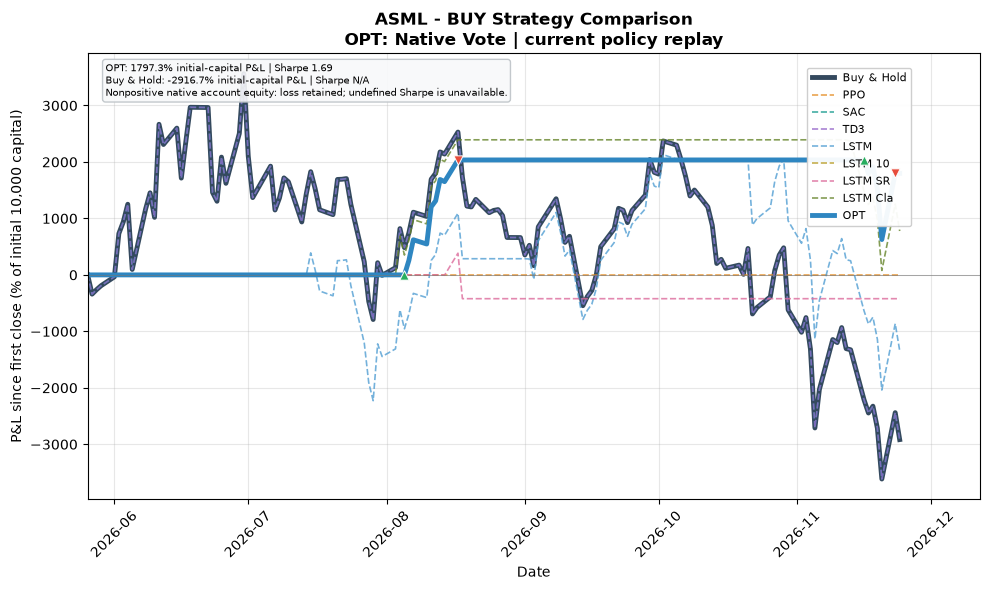 ASML - BUY Strategy Comparison
OPT: Native Vote | current policy replay
OPT: 1797.3% initial-capital P&L | Sharpe 1.69
Buy & Hold: -2916.7% initial-capital P&L | Sharpe N/A
Nonpositive native account equity: loss retained; undefined Sharpe is unavailable.
Buy & Hold
PPO
SAC
TD3
LSTM
LSTM 10
LSTM SR
LSTM Cla
OPT
P&L since first close (% of initial 10,000 capital)
3000
2000
1000
0
−1000
−2000
−3000
2026-06
2026-07
2026-08
2026-09
2026-10
2026-11
2026-12
Date